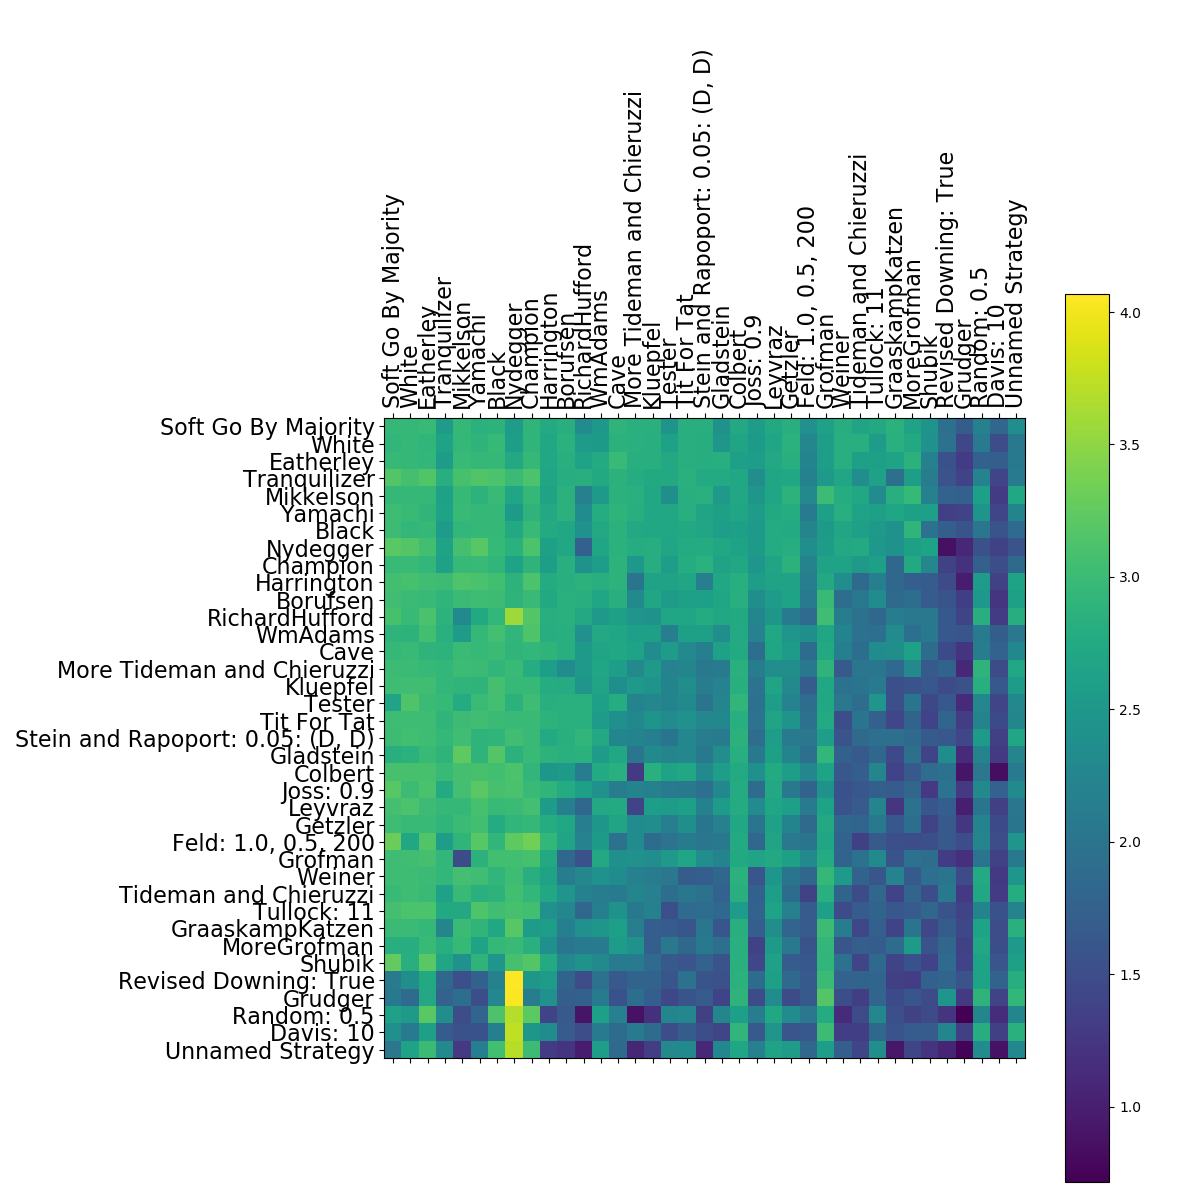 Soft Go By Majority
White
Eatherley
Tranquilizer
Mikkelson
Yamachi
Black
Nydegger
Champion
Harrington
Borufsen
RichardHufford
WmAdams
Cave
More Tideman and Chieruzzi
Kluepfel
Tester
Tit For Tat
Stein and Rapoport: 0.05: (D, D)
Gladstein
Colbert
Joss: 0.9
Leyvraz
Getzler
Feld: 1.0, 0.5, 200
Grofman
Weiner
Tideman and Chieruzzi
Tullock: 11
GraaskampKatzen
MoreGrofman
Shubik
Revised Downing: True
Grudger
Random: 0.5
Davis: 10
Unnamed Strategy
Soft Go By Majority
White
Eatherley
Tranquilizer
Mikkelson
Yamachi
Black
Nydegger
Champion
Harrington
Borufsen
RichardHufford
WmAdams
Cave
More Tideman and Chieruzzi
Kluepfel
Tester
Tit For Tat
Stein and Rapoport: 0.05: (D, D)
Gladstein
Colbert
Joss: 0.9
Leyvraz
Getzler
Feld: 1.0, 0.5, 200
Grofman
Weiner
Tideman and Chieruzzi
Tullock: 11
GraaskampKatzen
MoreGrofman
Shubik
Revised Downing: True
Grudger
Random: 0.5
Davis: 10
Unnamed Strategy
4.0
3.5
3.0
2.5
2.0
1.5
1.0